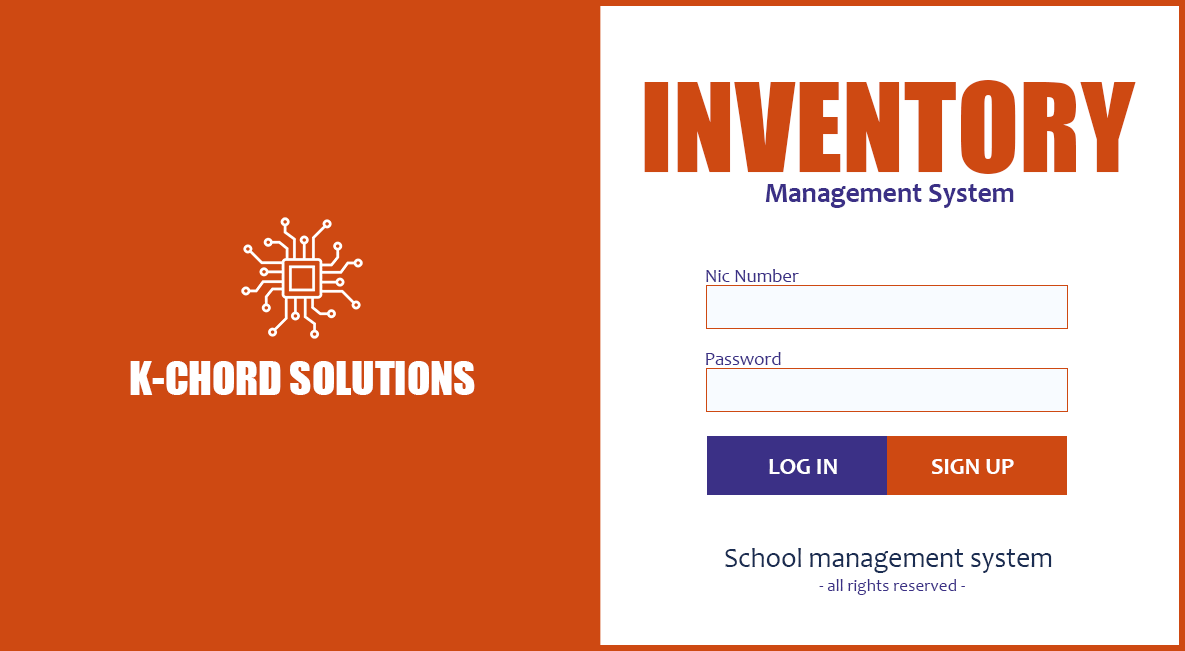 K-CHORD SOLUTIONS
INVENTORY
Management System
Nic Number
Password
LOG IN SIGN UP
School management system
- all rights reserved -